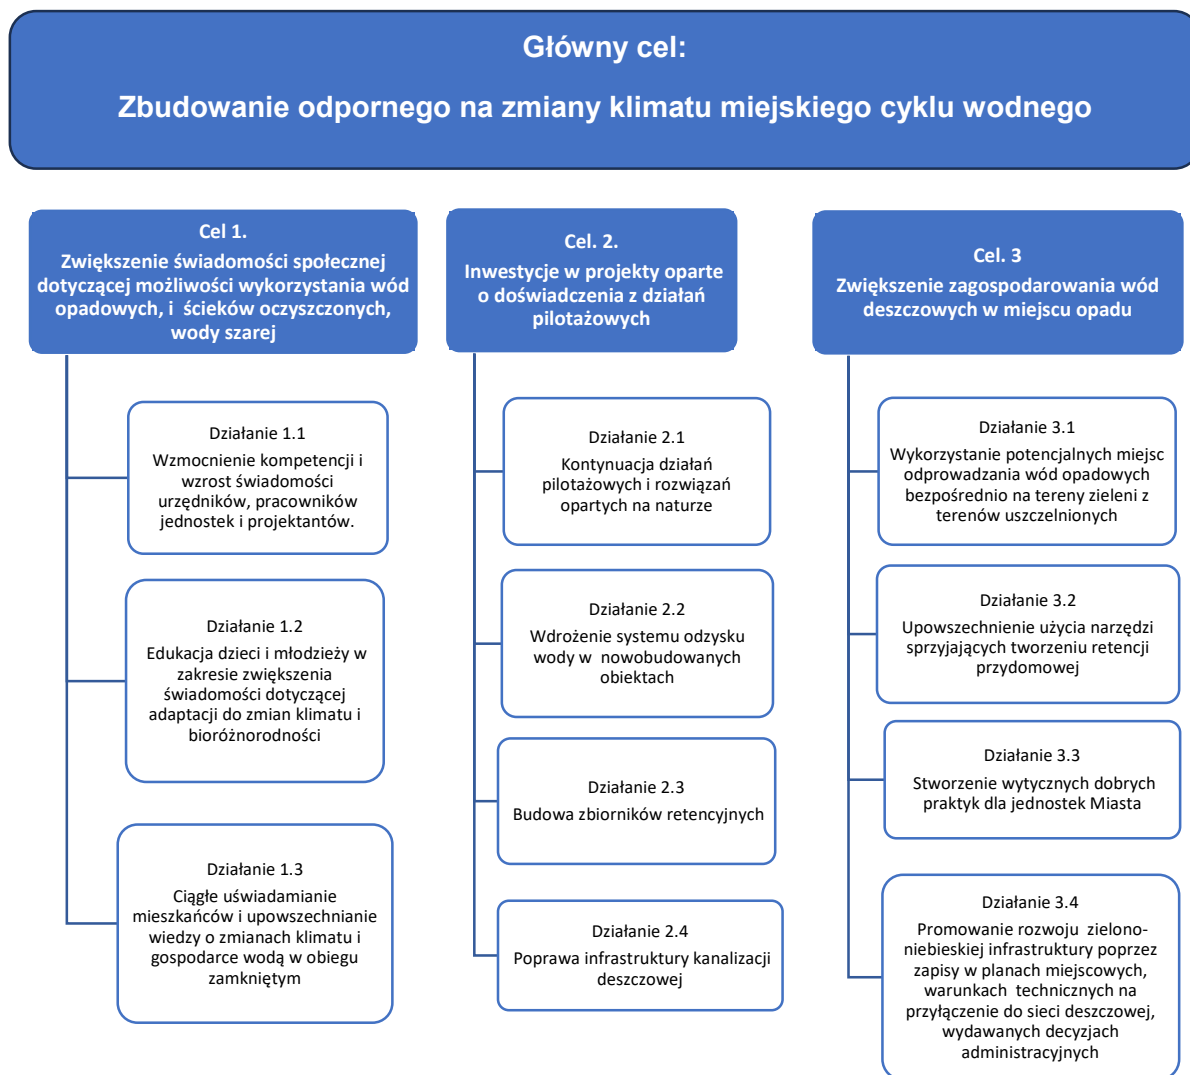 Główny cel:
Zbudowanie odpornego na zmiany klimatu miejskiego cyklu wodnego
Cel 1.
Zwiększenie świadomości społecznej
dotyczącej możliwości wykorzystania wód
opadowych, i  ścieków oczyszczonych,
wody szarej
Działanie 1.1
Wzmocnienie kompetencji i
wzrost świadomości
urzędników, pracowników
jednostek i projektantów.
Działanie 1.2
Edukacja dzieci i młodzieży w
zakresie zwiększenia
świadomości dotyczącej
adaptacji do zmian klimatu i
bioróżnorodności
Działanie 1.3
Ciągłe uświadamianie
mieszkańców i upowszechnianie
wiedzy o zmianach klimatu i
gospodarce wodą w obiegu
zamkniętym
Cel. 2.
Inwestycje w projekty oparte
o doświadczenia z działań
pilotażowych
Działanie 2.1
Kontynuacja działań
pilotażowych i rozwiązań
opartych na naturze
Działanie 2.2
Wdrożenie systemu odzysku
wody w  nowobudowanych
obiektach
Działanie 2.3
Budowa zbiorników retencyjnych
Działanie 2.4
Poprawa infrastruktury kanalizacji
deszczowej
Cel. 3
Zwiększenie zagospodarowania wód
deszczowych w miejscu opadu
Działanie 3.1
Wykorzystanie potencjalnych miejsc
odprowadzania wód opadowych
bezpośrednio na tereny zieleni z
terenów uszczelnionych
Działanie 3.2
Upowszechnienie użycia narzędzi
sprzyjających tworzeniu retencji
przydomowej
Działanie 3.3
Stworzenie wytycznych dobrych
praktyk dla jednostek Miasta
Działanie 3.4
Promowanie rozwoju  zielono-
niebieskiej infrastruktury poprzez
zapisy w planach miejscowych,
warunkach  technicznych na
przyłączenie do sieci deszczowej,
wydawanych decyzjach
administracyjnych